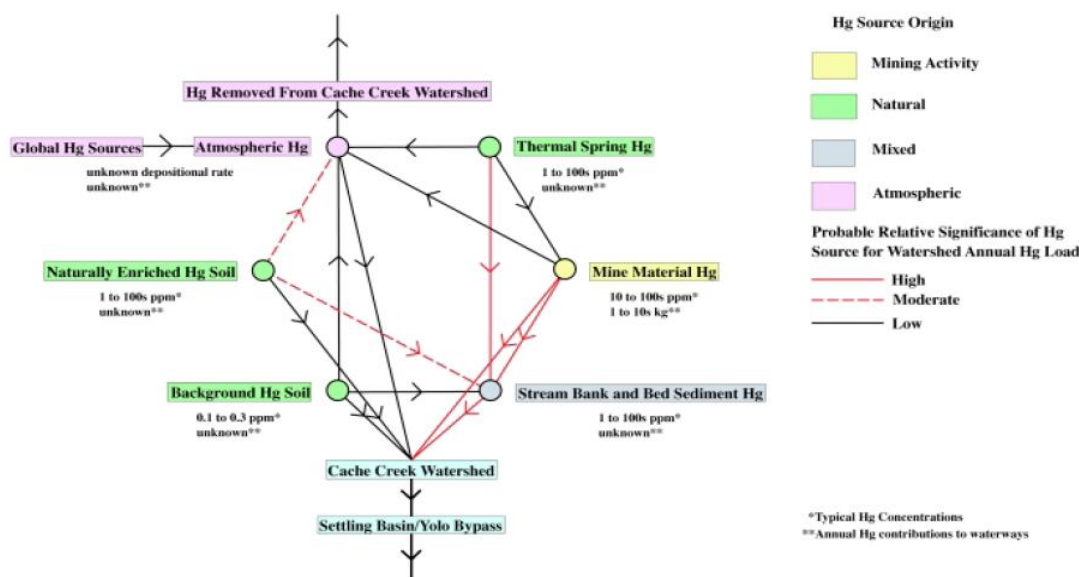 Hg Source Origin
Mining Activity
Natural
Mixed
Atmospheric
Probable Relative Significance of Hg
Source for Watershed Annual Hg Load
High
Moderate
Low
Hg Removed From Cache Creek Watershed
Global Hg Sources
Atmospheric Hg
unknown depositional rate
unknown**
Thermal Spring Hg
1 to 100s ppm*
unknown**
Naturally Enriched Hg Soil
1 to 100s ppm*
unknown**
Mine Material Hg
10 to 100s ppm*
1 to 10s kg**
Background Hg Soil
0.1 to 0.3 ppm*
unknown**
Stream Bank and Bed Sediment Hg
1 to 100s ppm*
unknown**
Cache Creek Watershed
Settling Basin/Yolo Bypass
*Typical Hg Concentrations
**Annual Hg contributions to waterways